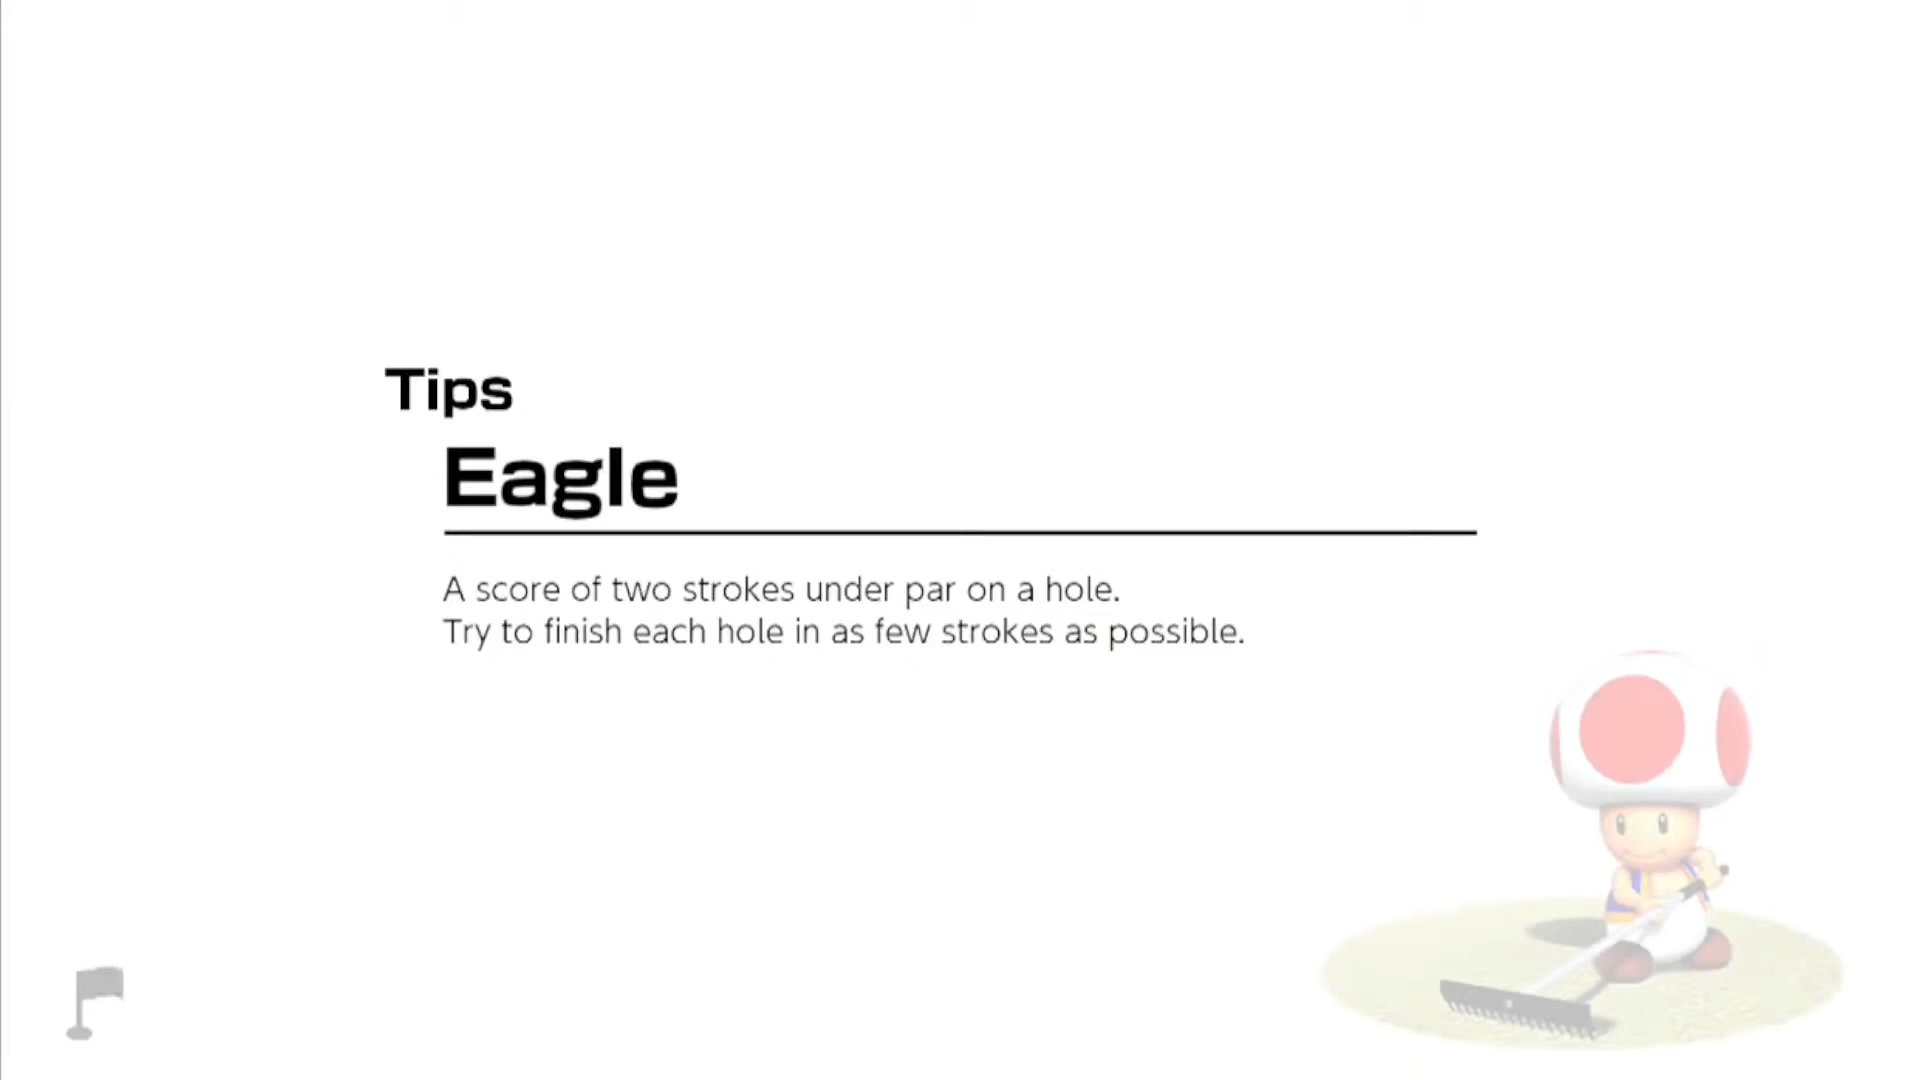 Tips
Eagle
A score of two strokes under par on a hole.
Try to finish each hole in as few strokes as possible.